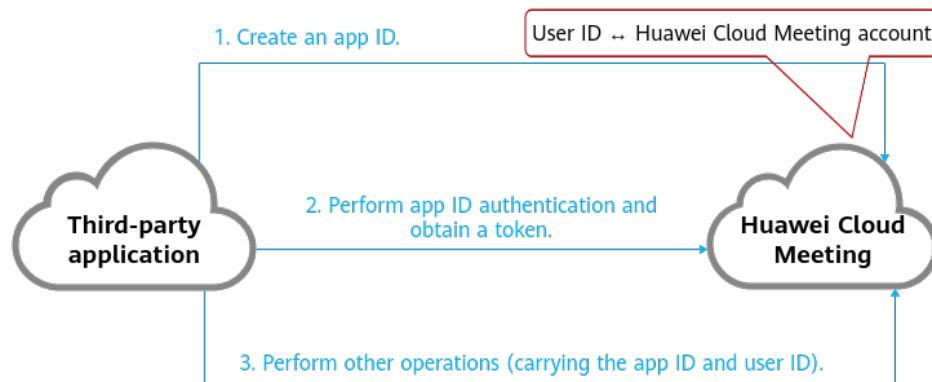 1. Create an app ID.
User ID ↔ Huawei Cloud Meeting account
Third-party
application
2. Perform app ID authentication and
obtain a token.
Huawei Cloud
Meeting
3. Perform other operations (carrying the app ID and user ID).